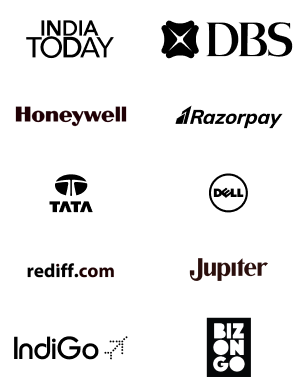 INDIA
TODAY
DBS
Honeywell
Razorpay
TATA
DELL
rediff.com
Jupiter
IndiGo
BIZ
ON
GO